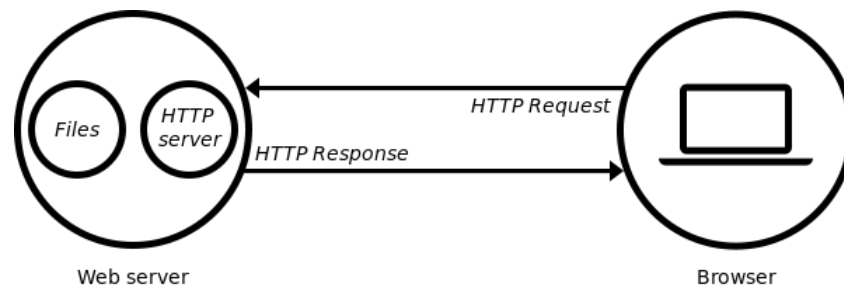 Files
HTTP
server
HTTP Request
HTTP Response
Web server
Browser